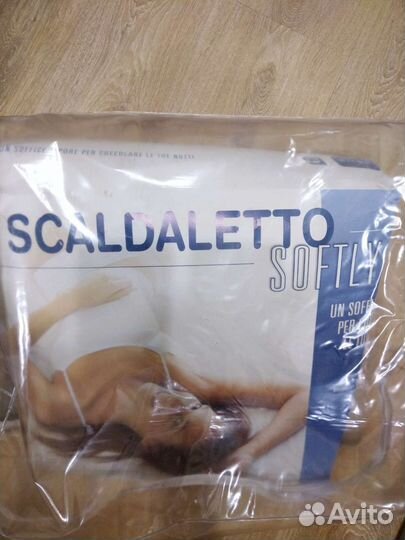 UN SOFFICE TEPORE PER COCCOLARE LE TUE NOTTI
SCALDALETTO
SOFTLY
UN SOFF
PER
Avito